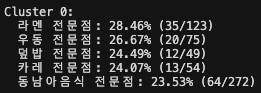 Cluster 0:
라멘 전문점: 28.46% (35/123)
우동 전문점: 26.67% (20/75)
덮밥 전문점: 24.49% (12/49)
카레 전문점: 24.07% (13/54)
동남아음식 전문점: 23.53% (64/272)